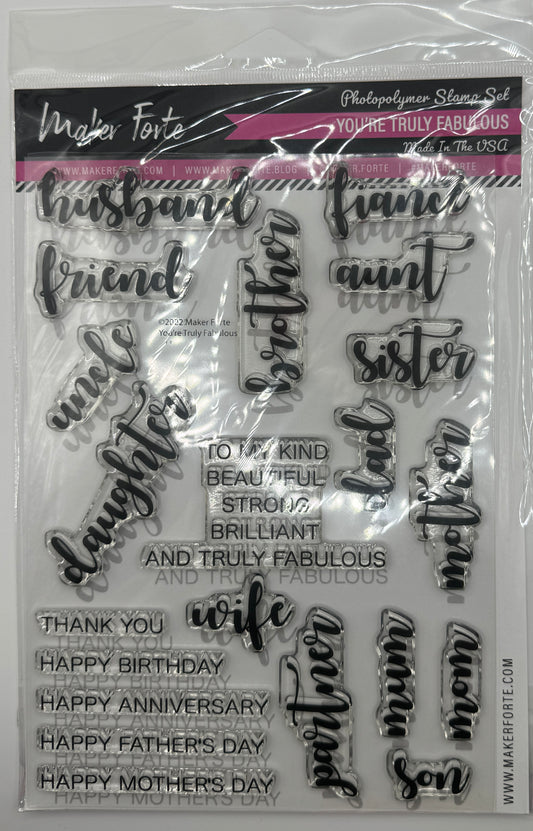 Maker Forte
Photopolymer Stamp Set
YOU'RE TRULY FABULOUS
Made In The USA
WWW.MAKERFORTE.COM | WWW.MAKERFORTE.BLOG
husband
fiancé
friend
brother
aunt
©2022 Maker Forte
You're Truly Fabulous
uncle
sister
daughter
dad
mother
TO MY KIND
BEAUTIFUL
STRONG
BRILLIANT
AND TRULY FABULOUS
wife
THANK YOU
HAPPY BIRTHDAY
HAPPY ANNIVERSARY
HAPPY FATHER'S DAY
HAPPY MOTHER'S DAY
partner
mum
mom
son
WWW.MAKERFORTE.COM